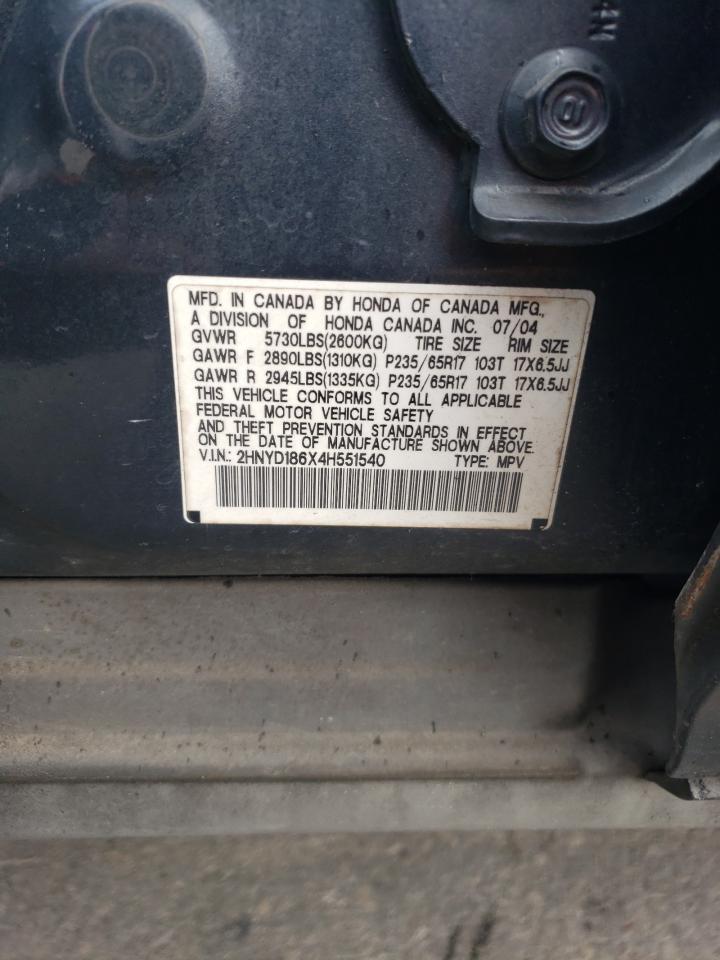 4N
10
MFD. IN CANADA BY HONDA OF CANADA MFG.,
A DIVISION OF HONDA CANADA INC. 07/04
GVWR 5730LBS(2600KG) TIRE SIZE RIM SIZE
GAWR F 2890LBS(1310KG) P235/65R17 103T 17X6.5JJ
GAWR R 2945LBS(1335KG) P235/65R17 103T 17X6.5JJ
THIS VEHICLE CONFORMS TO ALL APPLICABLE
FEDERAL MOTOR VEHICLE SAFETY
AND THEFT PREVENTION STANDARDS IN EFFECT
ON THE DATE OF MANUFACTURE SHOWN ABOVE.
V.I.N.: 2HNYD186X4H551540 TYPE: MPV